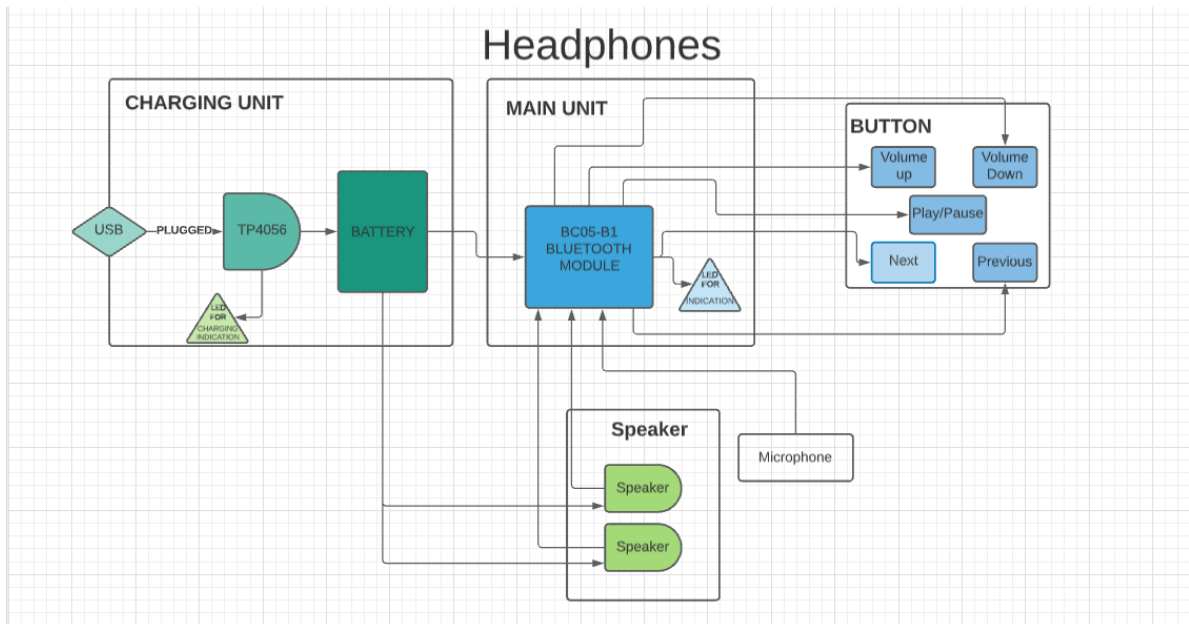 Headphones
CHARGING UNIT
MAIN UNIT
BUTTON
Volume
up
Volume
Down
Play/Pause
Next
Previous
USB
PLUGGED
TP4056
BATTERY
BC05-B1
BLUETOOTH
MODULE
LED
FOR
INDICATION
LED
FOR
CHARGING
INDICATION
Speaker
Speaker
Speaker
Microphone